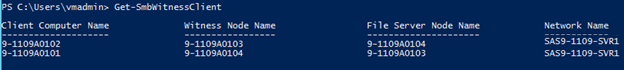 PS C:\Users\vmadmin> Get-SmbWitnessClient
Client Computer Name Witness Node Name File Server Node Name Network Name
-------------------- ----------------- --------------------- ------------
9-1109A0102 9-1109A0103 9-1109A0104 SAS9-1109-SVR1
9-1109A0101 9-1109A0104 9-1109A0103 SAS9-1109-SVR1